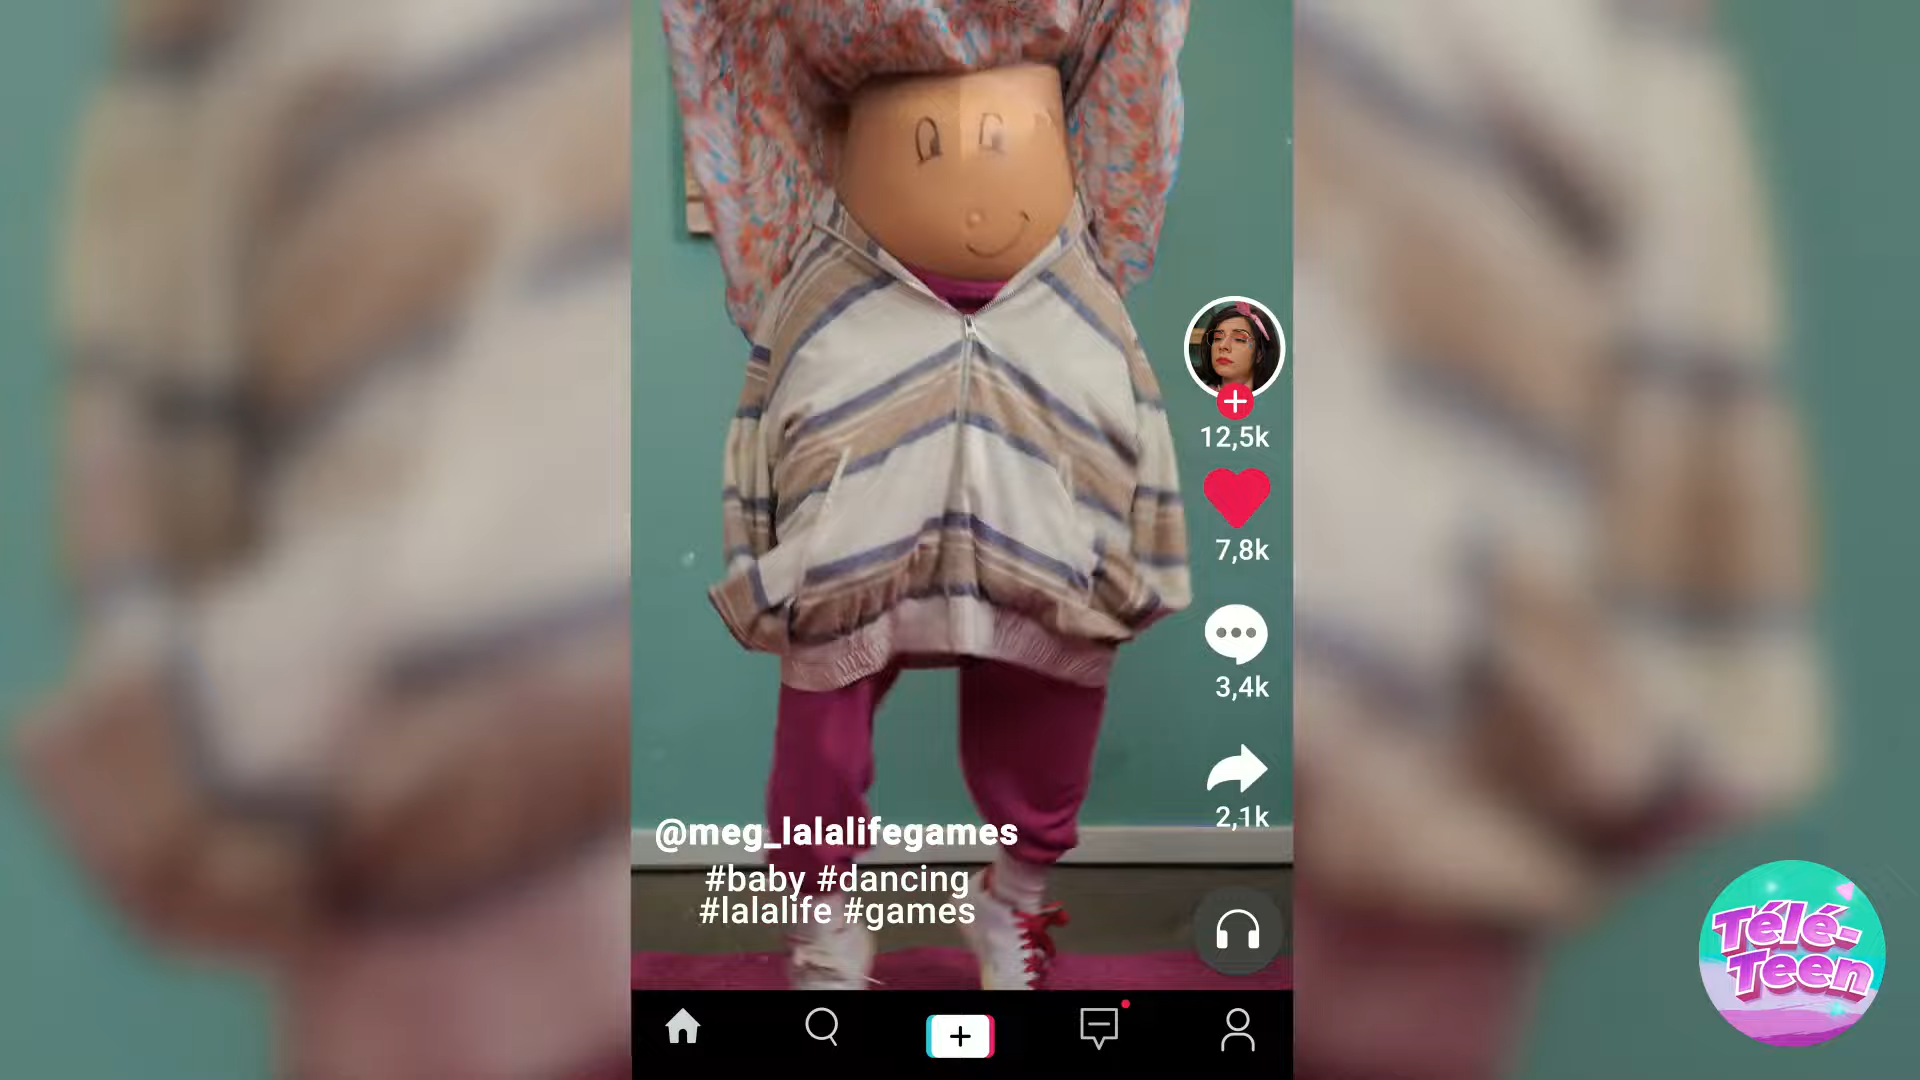 12,5k
7,8k
3,4k
2,1k
@meg_lalalifegames
#baby #dancing
#lalalife #games
Télé-
Teen